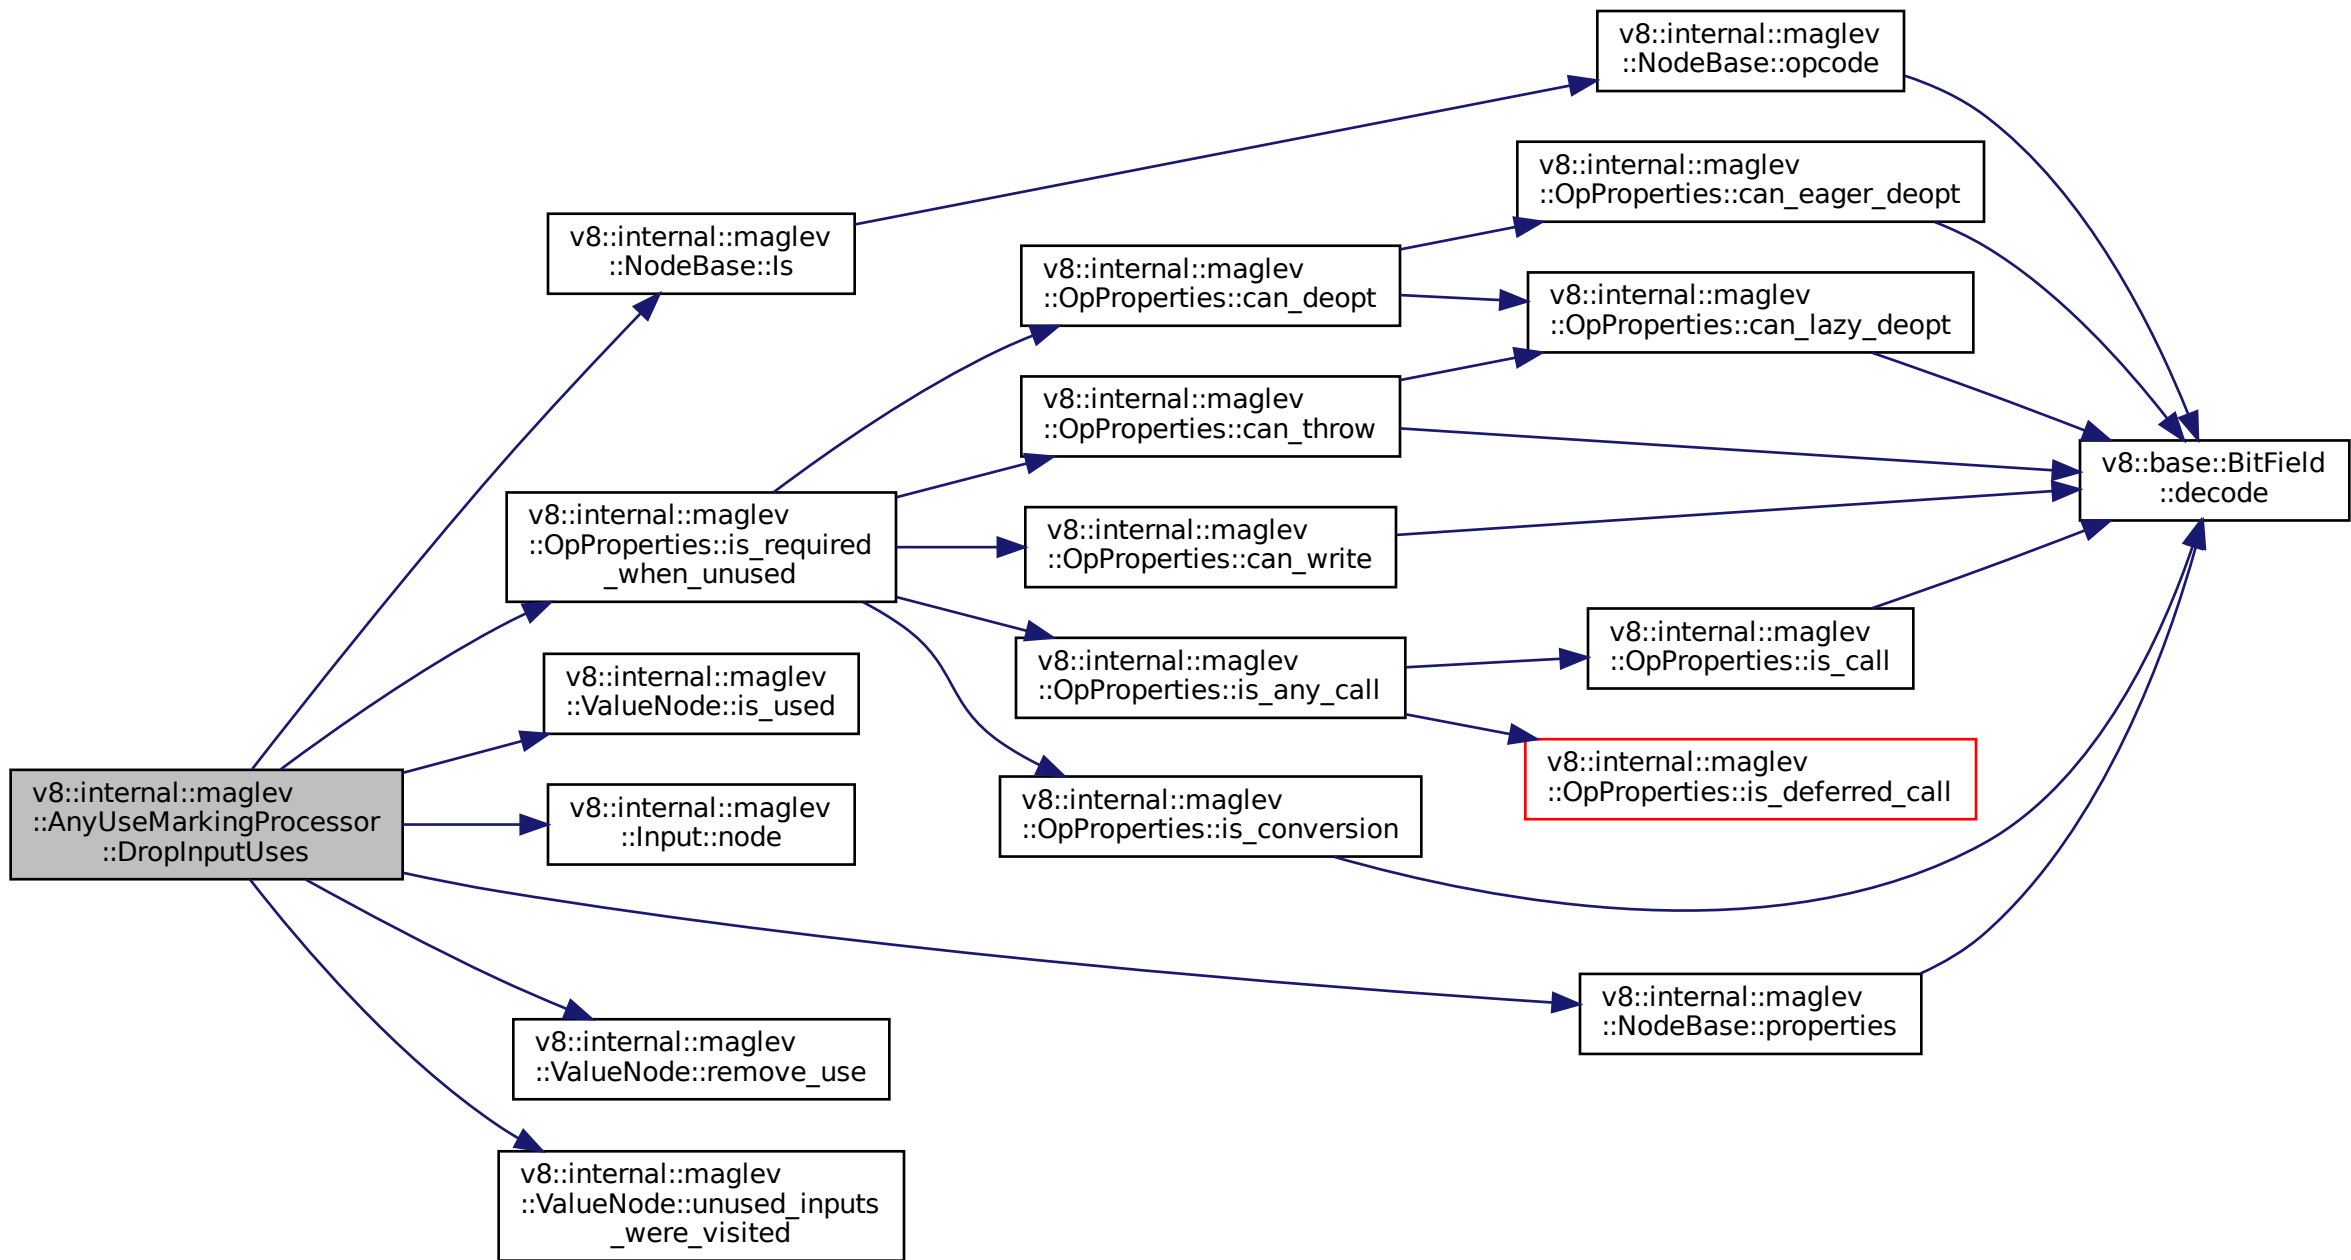 v8::internal::maglev
::AnyUseMarkingProcessor
::DropInputUses
v8::internal::maglev
::NodeBase::Is
v8::internal::maglev
::NodeBase::opcode
v8::base::BitField
::decode
v8::internal::maglev
::OpProperties::is_required
_when_unused
v8::internal::maglev
::OpProperties::can_deopt
v8::internal::maglev
::OpProperties::can_eager_deopt
v8::internal::maglev
::OpProperties::can_lazy_deopt
v8::internal::maglev
::OpProperties::can_throw
v8::internal::maglev
::OpProperties::can_write
v8::internal::maglev
::OpProperties::is_any_call
v8::internal::maglev
::OpProperties::is_call
v8::internal::maglev
::OpProperties::is_deferred_call
v8::internal::maglev
::OpProperties::is_conversion
v8::internal::maglev
::ValueNode::is_used
v8::internal::maglev
::Input::node
v8::internal::maglev
::NodeBase::properties
v8::internal::maglev
::ValueNode::remove_use
v8::internal::maglev
::ValueNode::unused_inputs
_were_visited